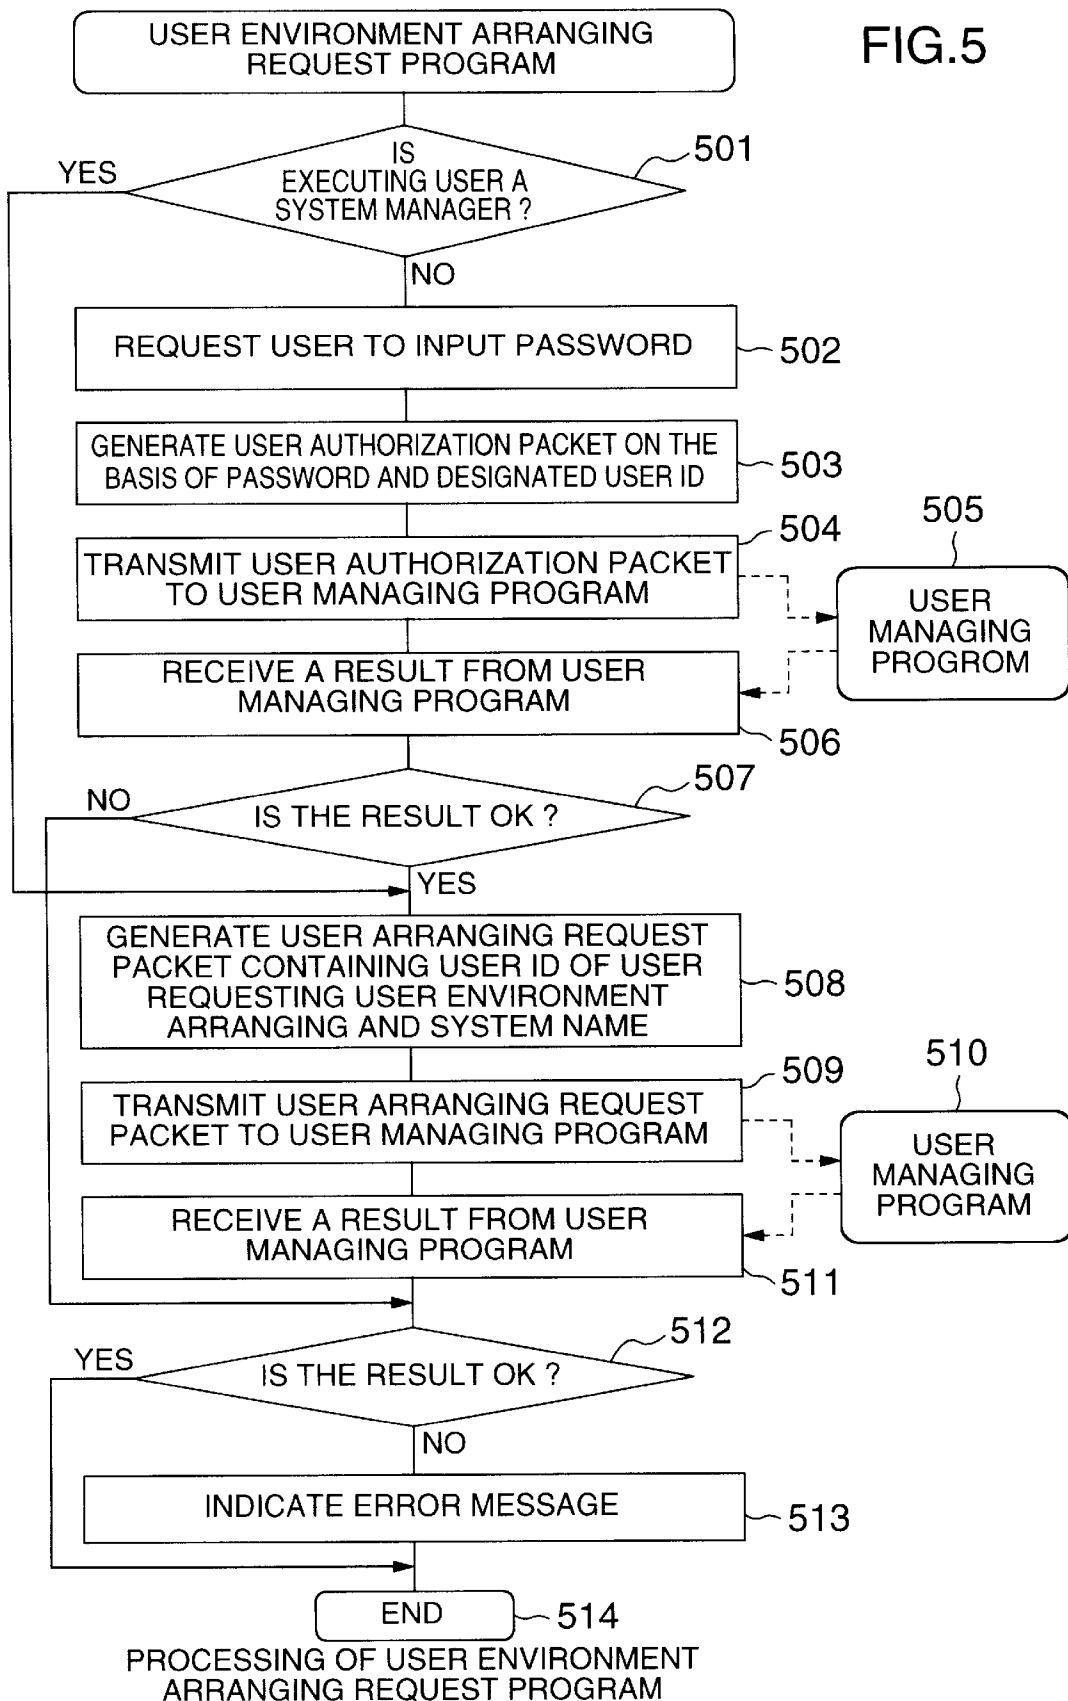 USER ENVIRONMENT ARRANGING
REQUEST PROGRAM
FIG.5
IS
EXECUTING USER A
SYSTEM MANAGER ?
501
YES
NO
REQUEST USER TO INPUT PASSWORD
502
GENERATE USER AUTHORIZATION PACKET ON THE
BASIS OF PASSWORD AND DESIGNATED USER ID
503
504
505
TRANSMIT USER AUTHORIZATION PACKET
TO USER MANAGING PROGRAM
USER
MANAGING
PROGROM
RECEIVE A RESULT FROM USER
MANAGING PROGRAM
506
507
NO
IS THE RESULT OK ?
YES
GENERATE USER ARRANGING REQUEST
PACKET CONTAINING USER ID OF USER
REQUESTING USER ENVIRONMENT
ARRANGING AND SYSTEM NAME
508
509
510
TRANSMIT USER ARRANGING REQUEST
PACKET TO USER MANAGING PROGRAM
USER
MANAGING
PROGRAM
RECEIVE A RESULT FROM USER
MANAGING PROGRAM
511
512
YES
IS THE RESULT OK ?
NO
INDICATE ERROR MESSAGE
513
END
514
PROCESSING OF USER ENVIRONMENT
ARRANGING REQUEST PROGRAM